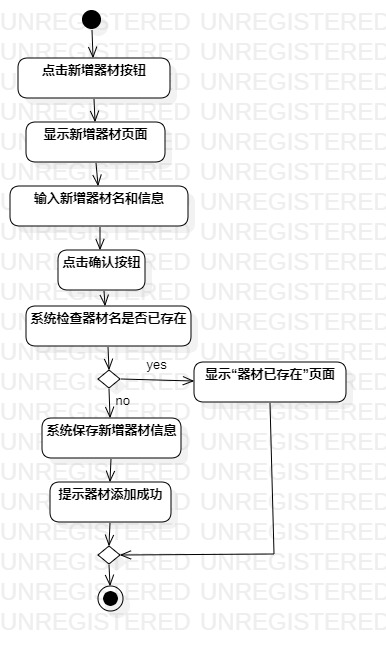 点击新增器材按钮
显示新增器材页面
输入新增器材名和信息
点击确认按钮
系统检查器材名是否已存在
yes
显示“器材已存在”页面
no
系统保存新增器材信息
提示器材添加成功
UNREGISTERED UNREGISTERED